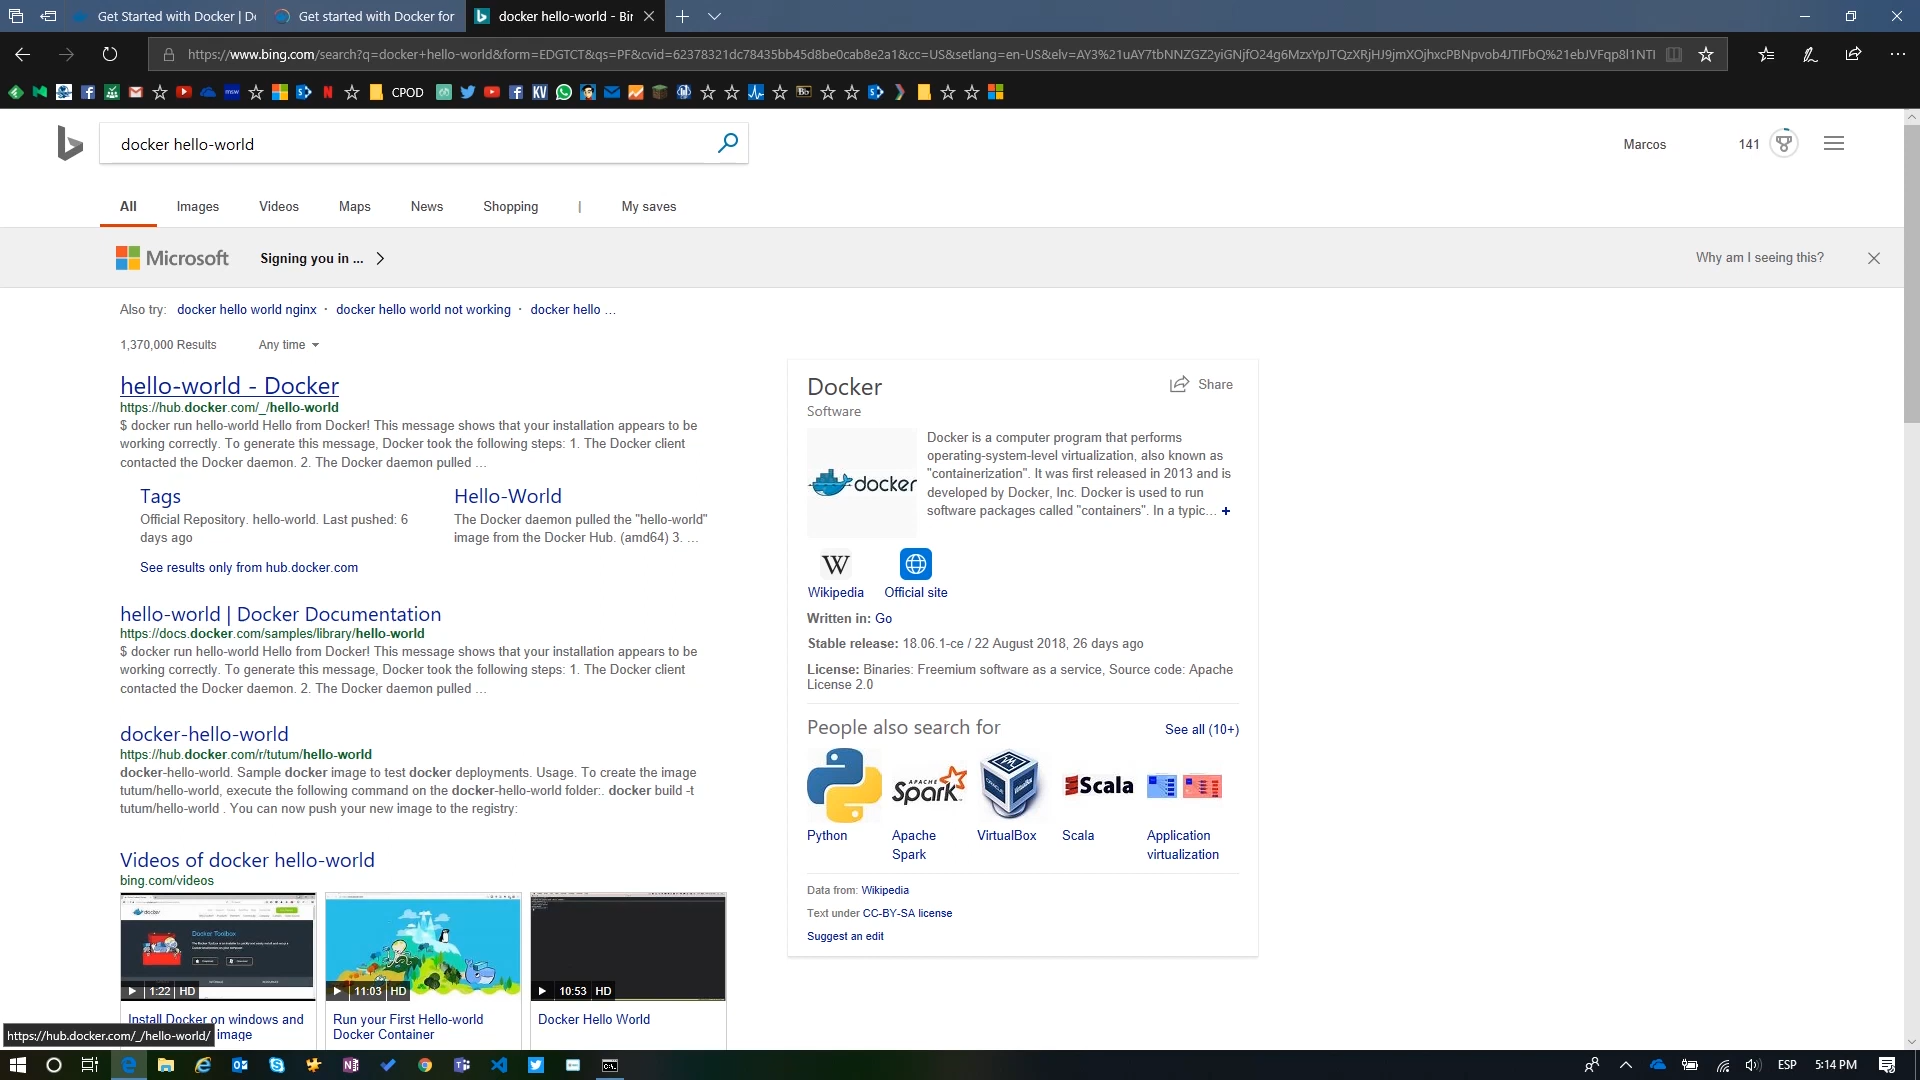 Get Started with Docker | Do
Get started with Docker for
docker hello-world - Bin
https://www.bing.com/search?q=docker+hello-world&form=EDGTCT&qs=PF&cvid=62378321dc78435bb45d8be0cab8e2a1&cc=US&setlang=en-US&elv=AY3%21uAY7tbNNZGZ2yiGNjfO24g6MzxYpJTQzXRjHJ9jmXOjhxcPBNpvob4JTIFbQ%21ebJVFqp8l1NTI
CPOD
docker hello-world
Marcos
141
All
Images
Videos
Maps
News
Shopping
|
My saves
Microsoft
Signing you in ...
Why am I seeing this?
Also try: docker hello world nginx · docker hello world not working · docker hello ...
1,370,000 Results
Any time
hello-world - Docker
https://hub.docker.com/_/hello-world
$ docker run hello-world Hello from Docker! This message shows that your installation appears to be
working correctly. To generate this message, Docker took the following steps: 1. The Docker client
contacted the Docker daemon. 2. The Docker daemon pulled ...
Tags
Official Repository. hello-world. Last pushed: 6
days ago
Hello-World
The Docker daemon pulled the "hello-world"
image from the Docker Hub. (amd64) 3. ...
See results only from hub.docker.com
hello-world | Docker Documentation
https://docs.docker.com/samples/library/hello-world
$ docker run hello-world Hello from Docker! This message shows that your installation appears to be
working correctly. To generate this message, Docker took the following steps: 1. The Docker client
contacted the Docker daemon. 2. The Docker daemon pulled ...
docker-hello-world
https://hub.docker.com/r/tutum/hello-world
docker-hello-world. Sample docker image to test docker deployments. Usage. To create the image
tutum/hello-world, execute the following command on the docker-hello-world folder:. docker build -t
tutum/hello-world . You can now push your new image to the registry:
Videos of docker hello-world
bing.com/videos
docker
Docker Toolbox
1:22 | HD
11:03 | HD
10:53 HD
Install Docker on windows and
image
Run your First Hello-world
Docker Container
Docker Hello World
https://hub.docker.com/_/hello-world/
Docker
Share
Software
docker
Docker is a computer program that performs
operating-system-level virtualization, also known as
"containerization". It was first released in 2013 and is
developed by Docker, Inc. Docker is used to run
software packages called "containers". In a typic... +
W
Wikipedia
Official site
Written in: Go
Stable release: 18.06.1-ce / 22 August 2018, 26 days ago
License: Binaries: Freemium software as a service, Source code: Apache
License 2.0
People also search for
See all (10+)
APACHE
Spark
Scala
Python
Apache
Spark
VirtualBox
Scala
Application
virtualization
Data from: Wikipedia
Text under CC-BY-SA license
Suggest an edit
ESP
5:14 PM